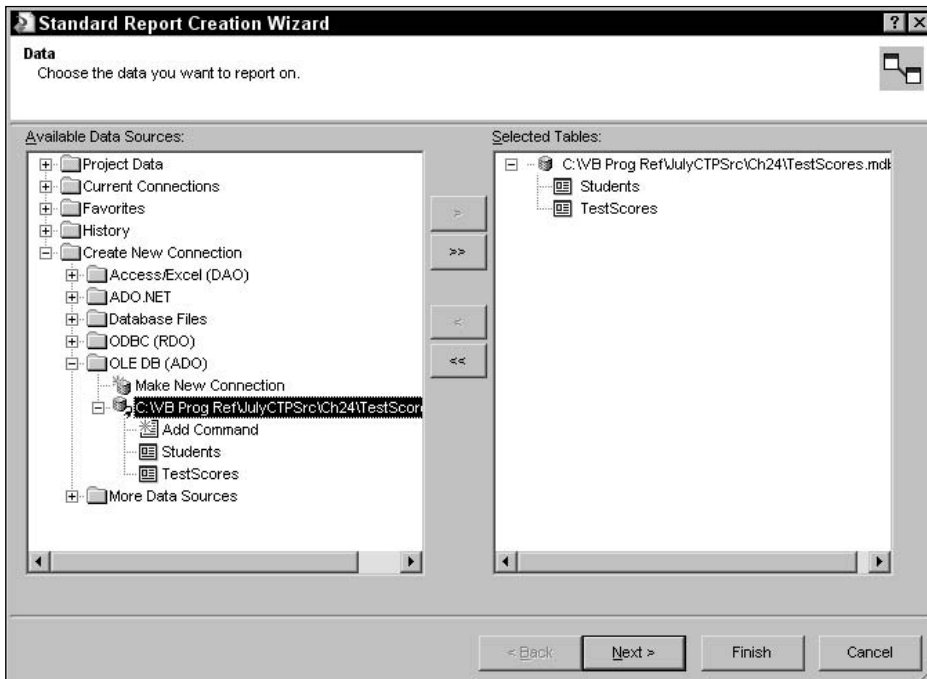 Standard Report Creation Wizard
Data
Choose the data you want to report on.
Available Data Sources:
Project Data
Current Connections
Favorites
History
Create New Connection
Access/Excel (DAO)
ADO.NET
Database Files
ODBC (RDO)
OLE DB (ADO)
Make New Connection
C:\VB Prog Ref\JulyCTPSrc\Ch24\TestScor
Add Command
Students
TestScores
More Data Sources
>
>>
<
<<
Selected Tables:
C:\VB Prog Ref\JulyCTPSrc\Ch24\TestScores.mdb
Students
TestScores
< Back
Next >
Finish
Cancel